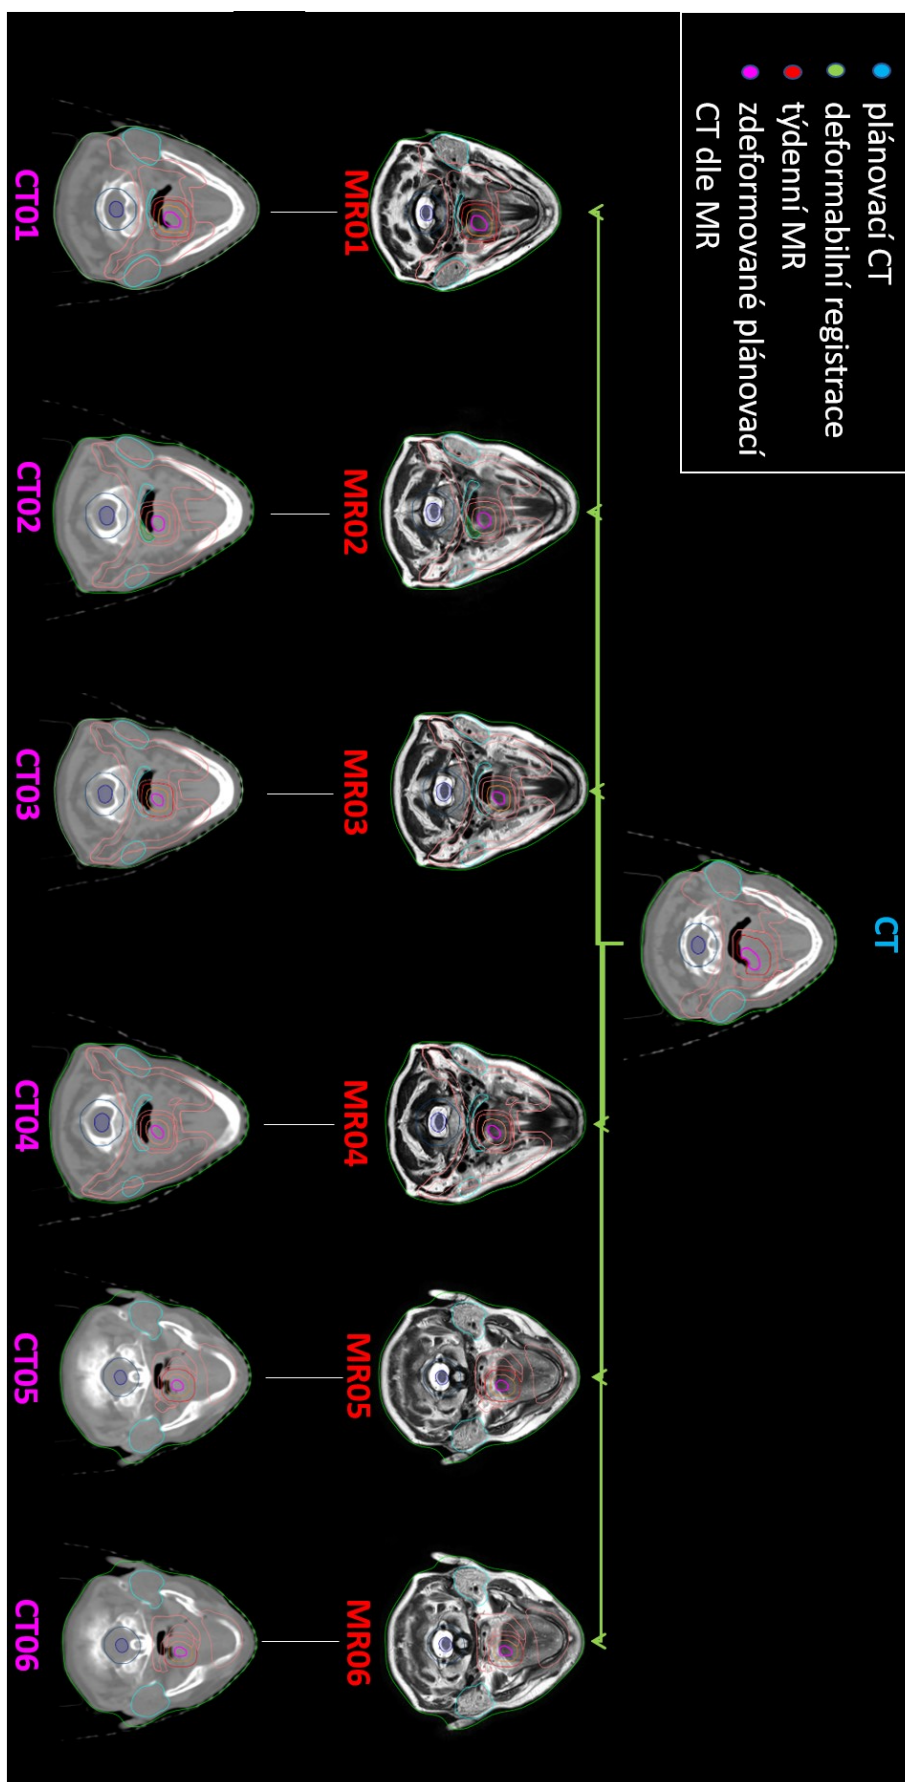 plánovací CT
deformabilní registrace
týdenní MR
zdeformované plánovací
CT dle MR
CT
MR01
MR02
MR03
MR04
MR05
MR06
CT01
CT02
CT03
CT04
CT05
CT06